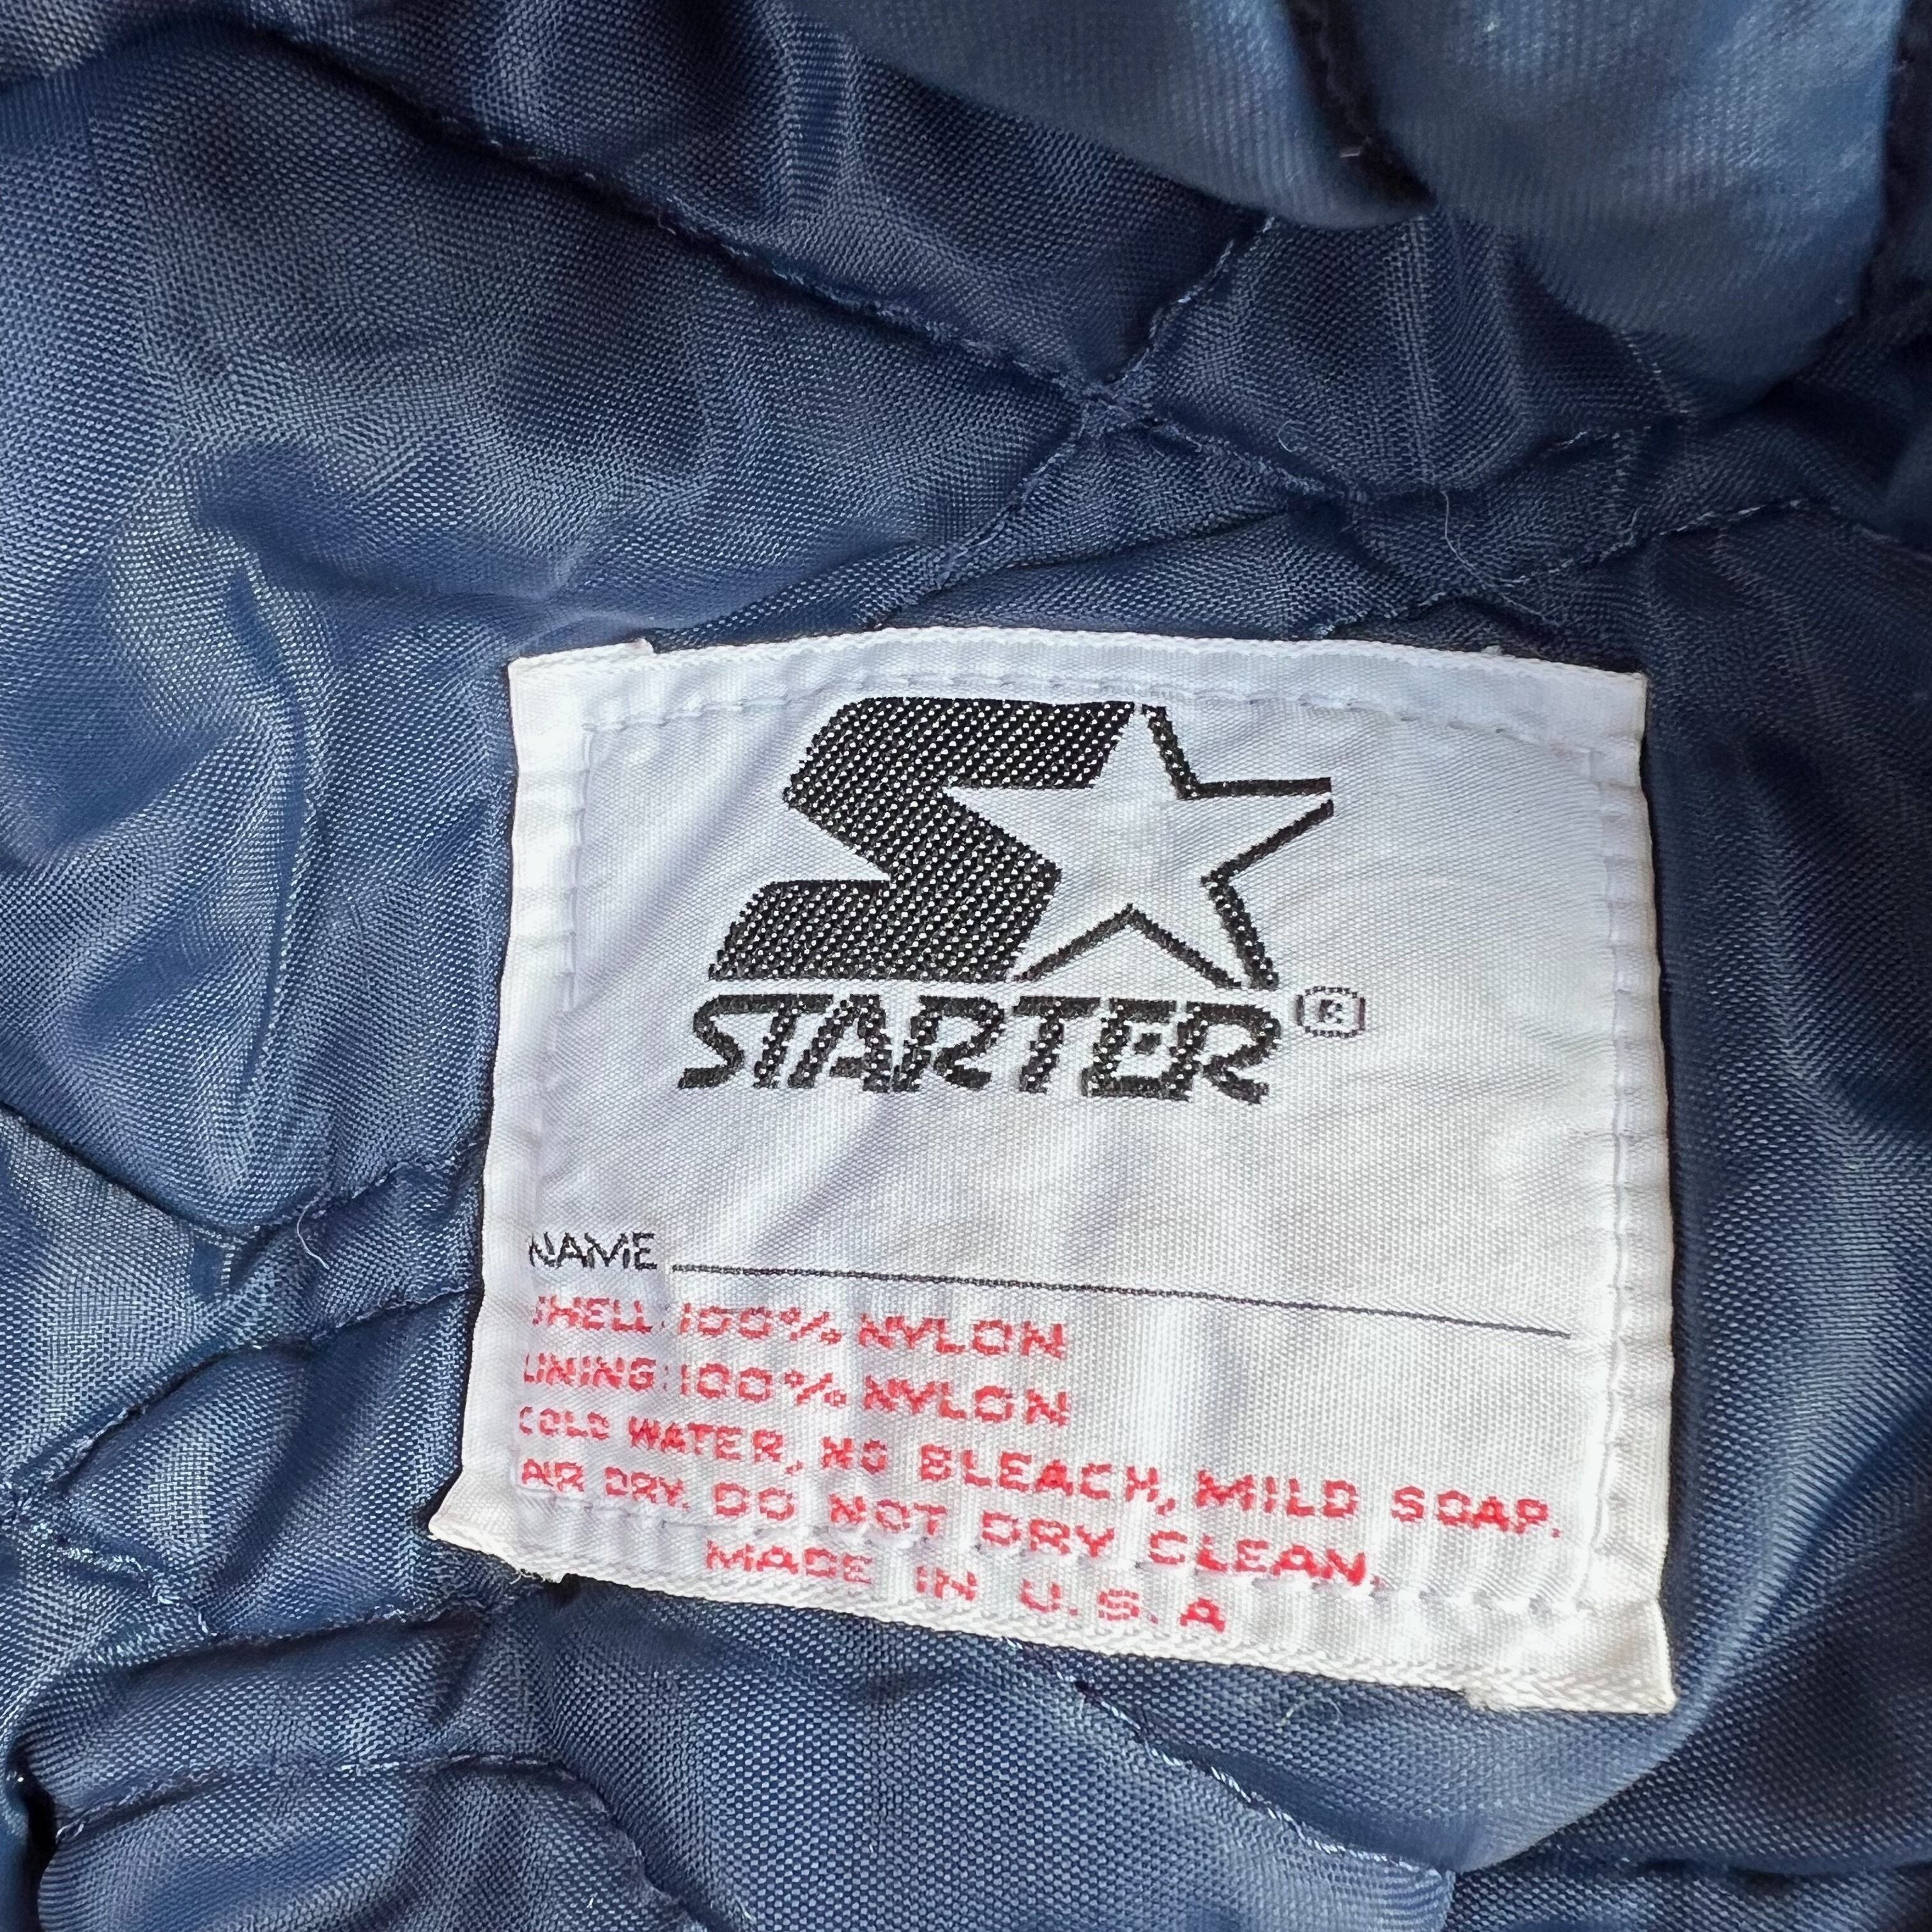 STARTER®
NAME
SHELL: 100% NYLON
LINING: 100% NYLON
COLD WATER, NO BLEACH, MILD SOAP.
AIR DRY. DO NOT DRY CLEAN.
MADE IN U.S.A